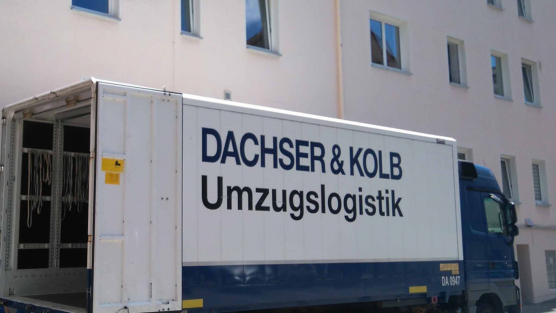 DACHSER & KOLB
Umzugslogistik
DA 8947